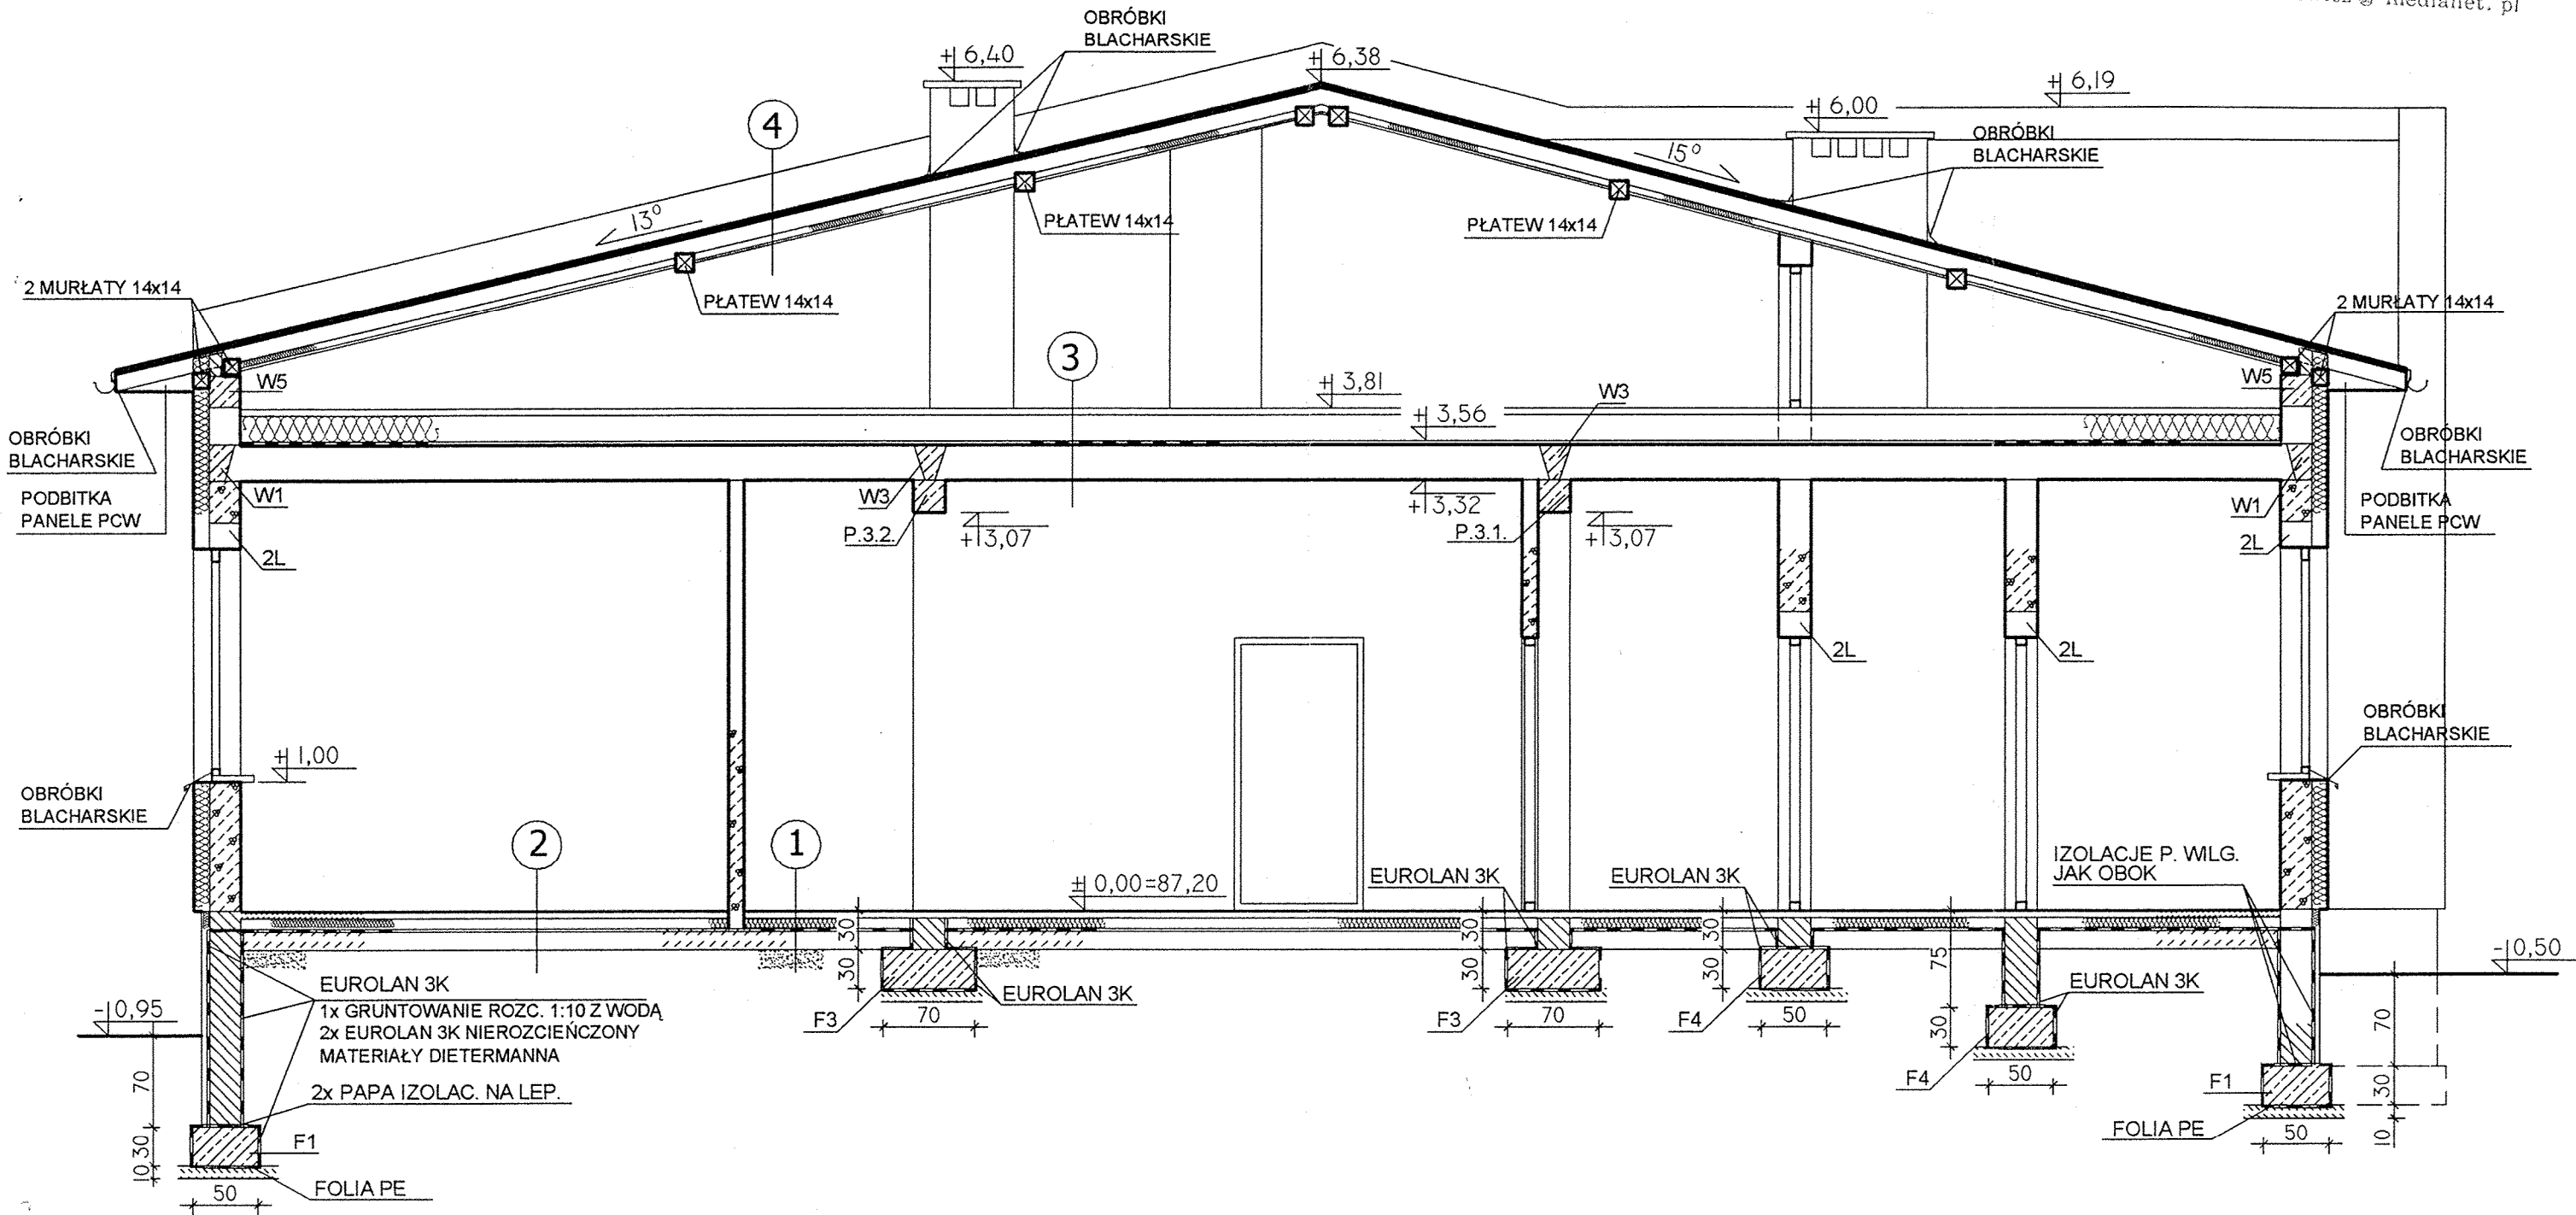 medianet. pl
OBRÓBKI
BLACHARSKIE
+6,40
+6,38
+6,19
+6,00
OBRÓBKI
BLACHARSKIE
4
13°
15°
PŁATEW 14x14
PŁATEW 14x14
PŁATEW 14x14
2 MURŁATY 14x14
2 MURŁATY 14x14
3
W5
W5
+3,81
W3
+3,56
OBRÓBKI
BLACHARSKIE
OBRÓBKI
BLACHARSKIE
PODBITKA
PANELE PCW
W1
W3
P.3.2.
+3,07
+3,32
P.3.1.
+3,07
W1
PODBITKA
PANELE PCW
2L
2L
2L
2L
+1,00
OBRÓBKI
BLACHARSKIE
OBRÓBKI
BLACHARSKIE
2
1
± 0,00=87,20
EUROLAN 3K
EUROLAN 3K
IZOLACJE P. WILG.
JAK OBOK
30
30
30
30
30
30
75
30
-0,50
-0,95
EUROLAN 3K
1x GRUNTOWANIE ROZC. 1:10 Z WODĄ
2x EUROLAN 3K NIEROZCIEŃCZONY
MATERIAŁY DIETERMANNA
2x PAPA IZOLAC. NA LEP.
EUROLAN 3K
EUROLAN 3K
F3
70
F3
70
F4
50
F4
50
70
30
10
F1
FOLIA PE
50
F1
FOLIA PE
50
70
30
10